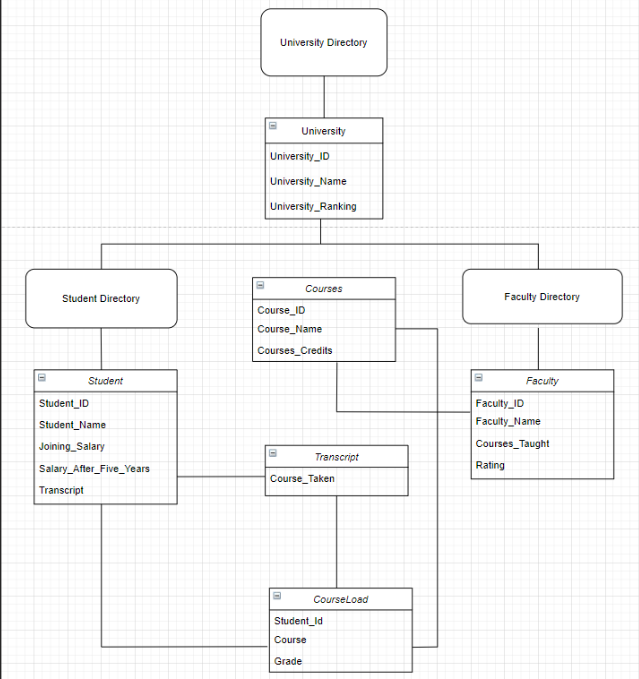 University Directory
University
University_ID
University_Name
University_Ranking
Student Directory
Courses
Course_ID
Course_Name
Courses_Credits
Faculty Directory
Student
Student_ID
Student_Name
Joining_Salary
Salary_After_Five_Years
Transcript
Faculty
Faculty_ID
Faculty_Name
Courses_Taught
Rating
Transcript
Course_Taken
CourseLoad
Student_Id
Course
Grade